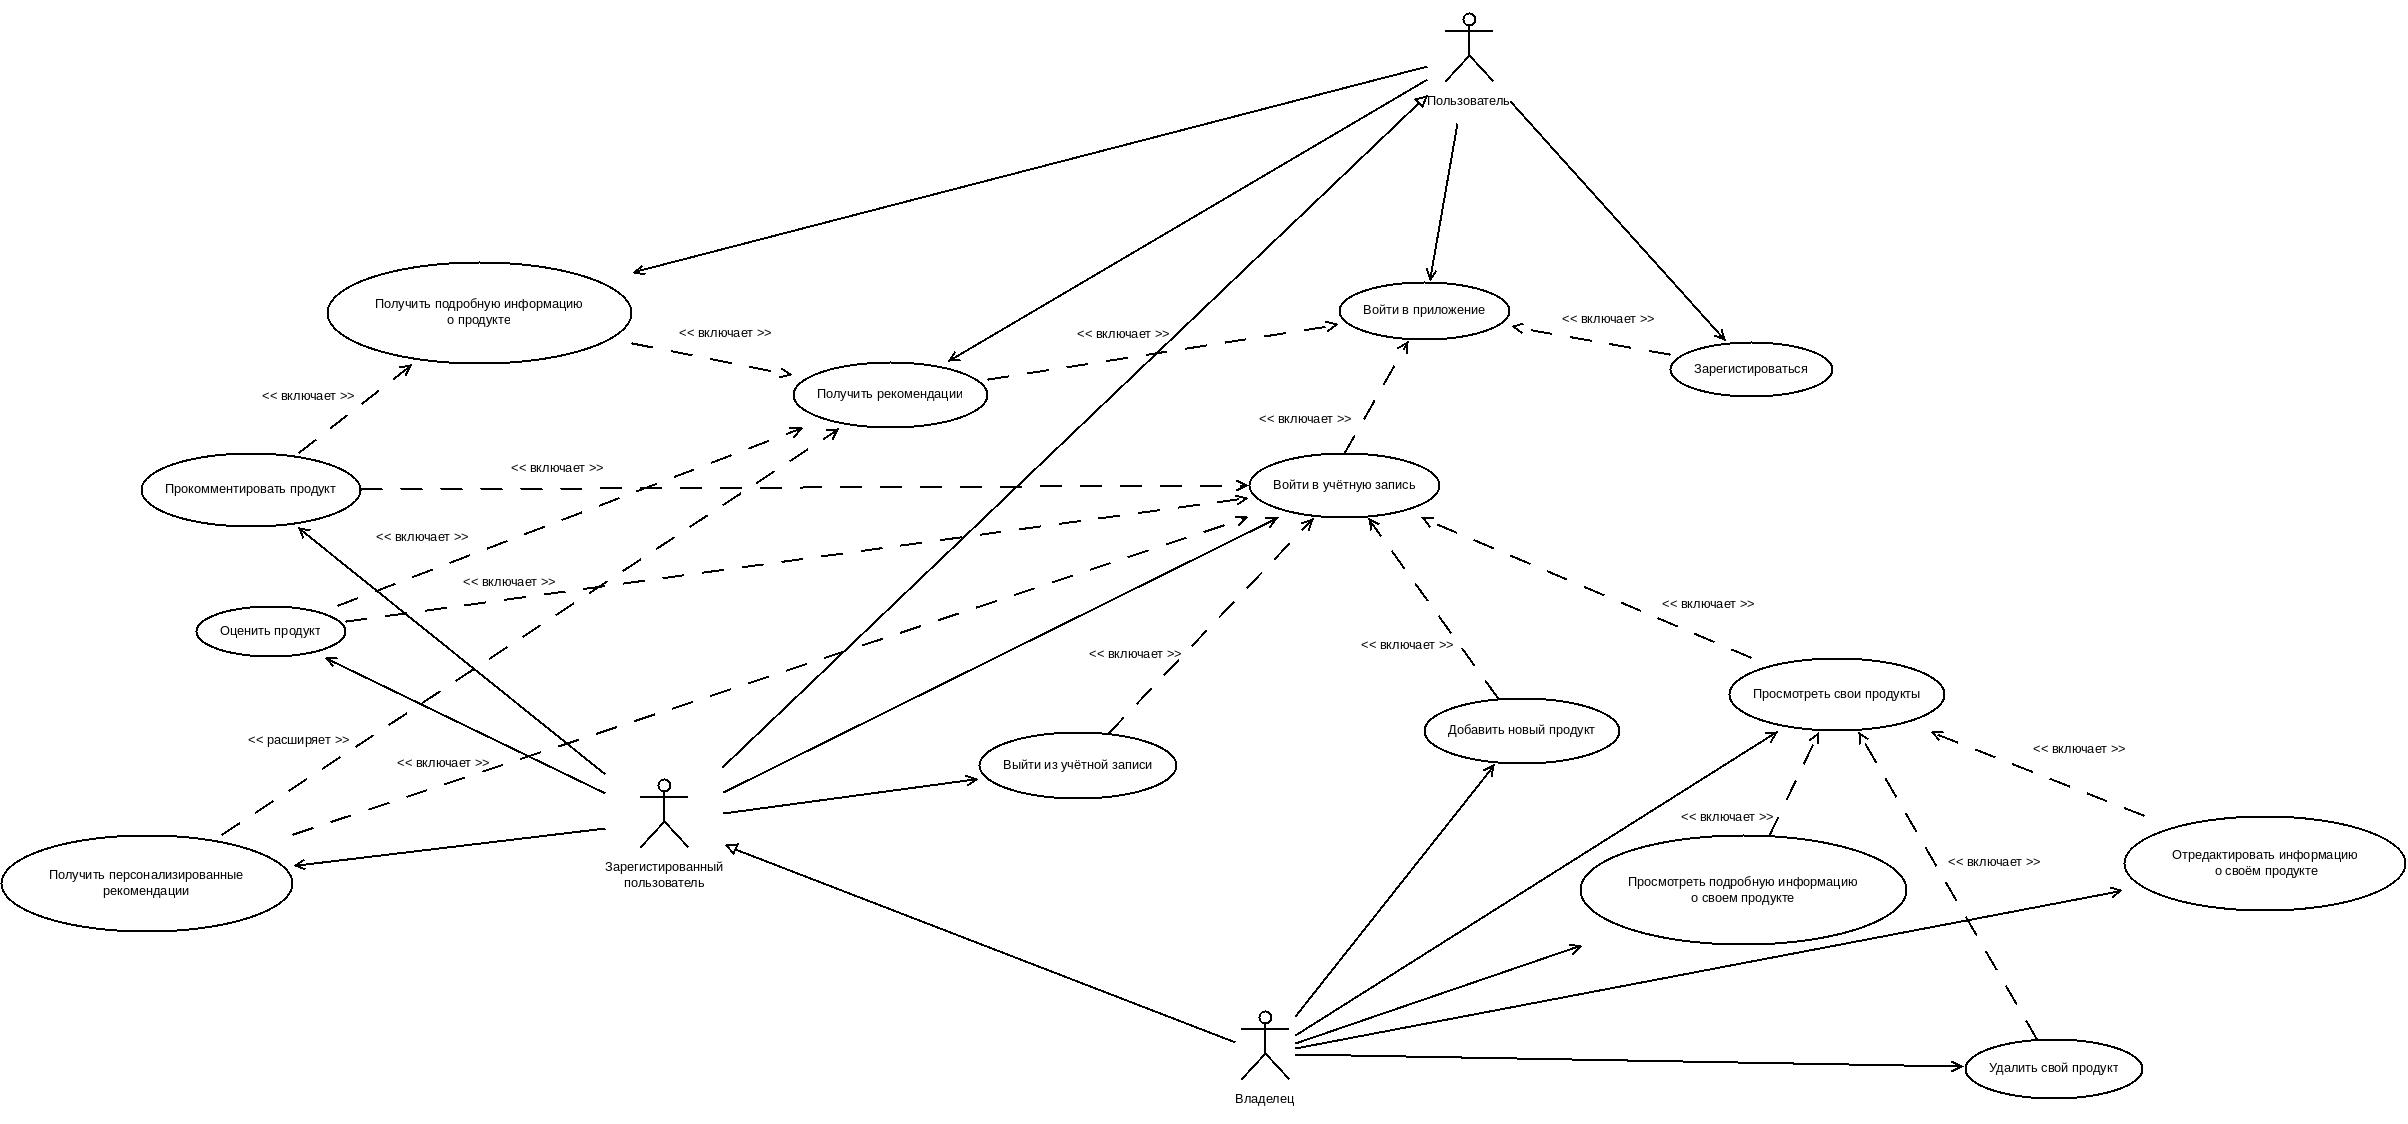 Пользователь
Получить подробную информацию
о продукте
Войти в приложение
<< включает >>
<< включает >>
<< включает >>
Зарегистироваться
Получить рекомендации
<< включает >>
<< включает >>
<< включает >>
Прокомментировать продукт
Войти в учётную запись
<< включает >>
<< включает >>
<< включает >>
Оценить продукт
<< включает >>
<< включает >>
Просмотреть свои продукты
Добавить новый продукт
<< расширяет >>
<< включает >>
<< включает >>
Выйти из учётной записи
<< включает >>
Зарегистированный
пользователь
Получить персонализированные
рекомендации
<< включает >>
Отредактировать информацию
о своём продукте
Просмотреть подробную информацию
о своем продукте
Удалить свой продукт
Владелец